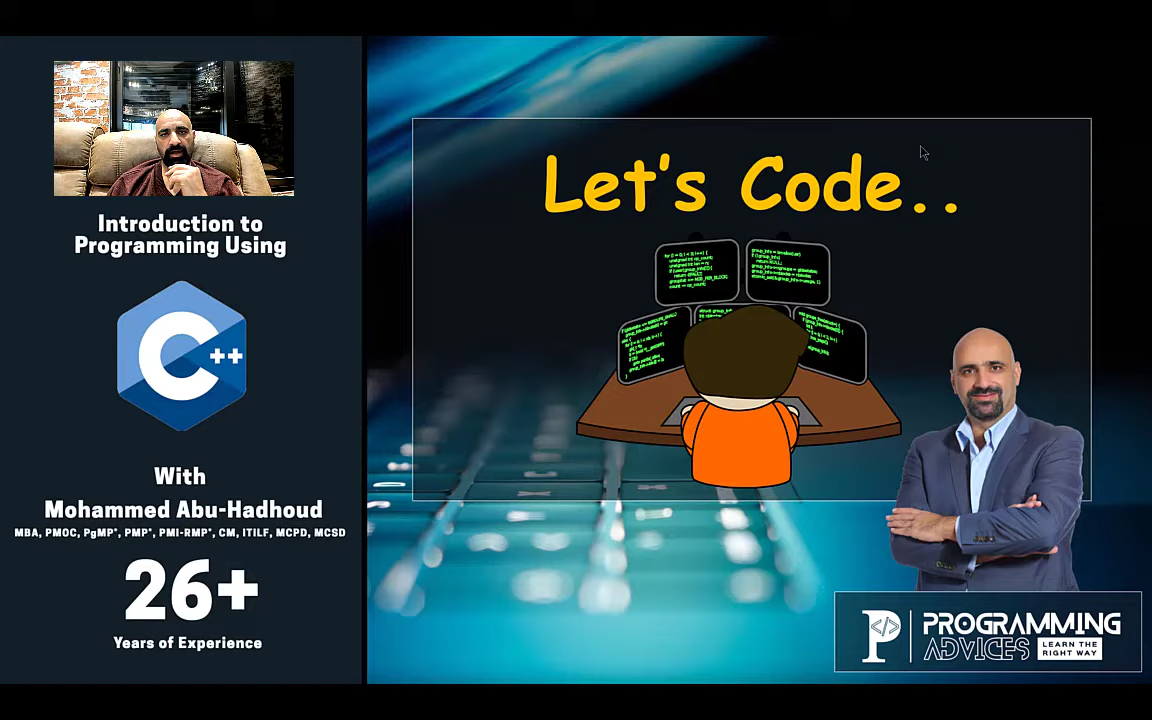 Introduction to
Programming Using
C++
With
Mohammed Abu-Hadhoud
MBA, PMOC, PgMP®, PMP®, PMI-RMP®, CM, ITILF, MCPD, MCSD
26+
Years of Experience
Let's Code..
PROGRAMMING
ADVICES
LEARN THE
RIGHT WAY